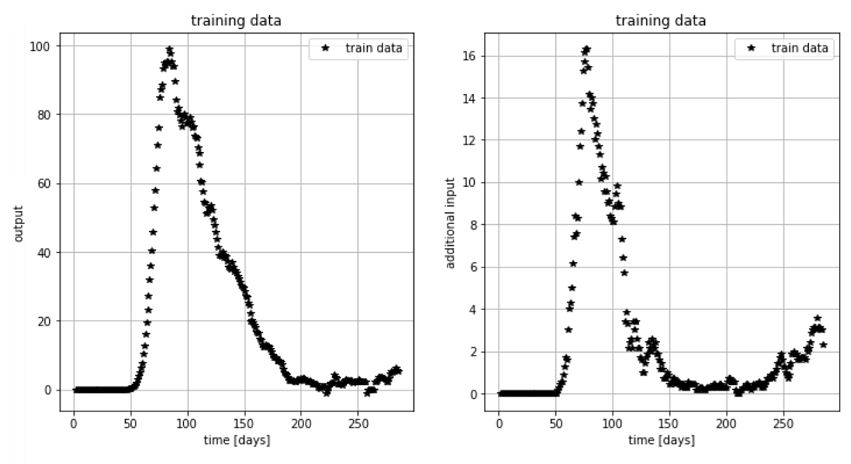 training data
train data
100
80
60
40
20
0
output
0 50 100 150 200 250
time [days]
training data
train data
16
14
12
10
8
6
4
2
0
additional input
0 50 100 150 200 250
time [days]